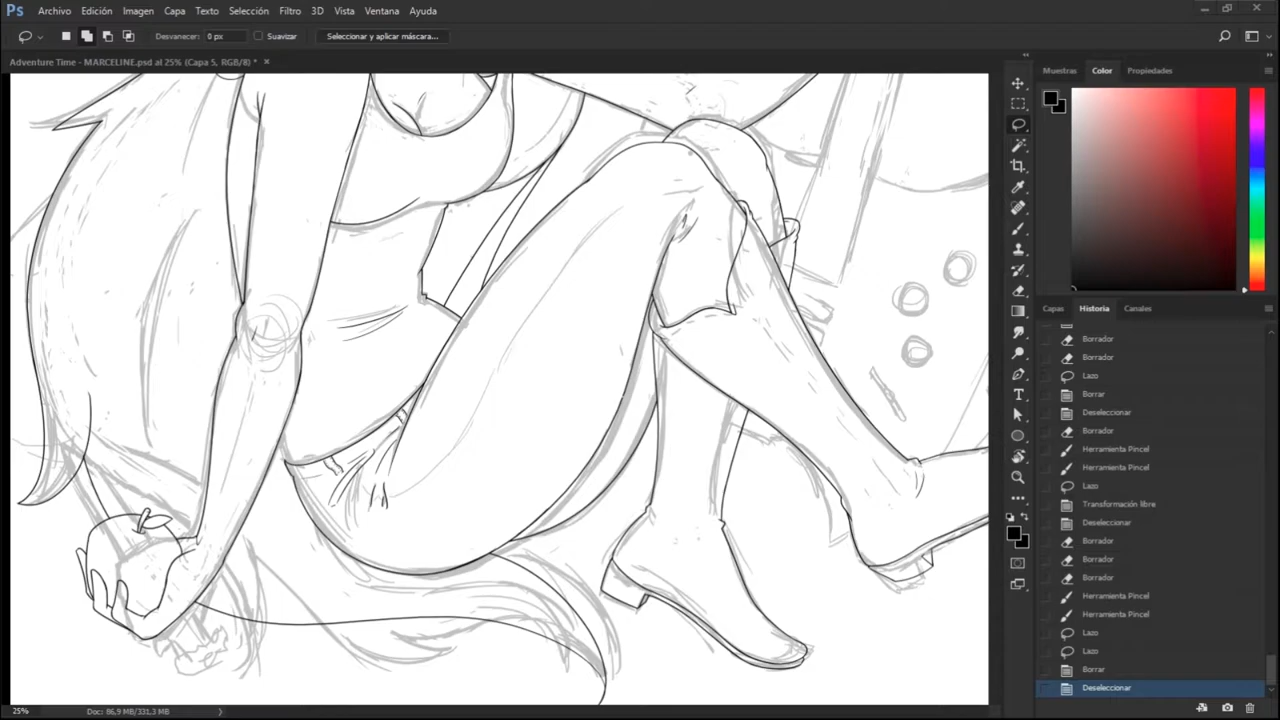 Ps Archivo Edición Imagen Capa Texto Selección Filtro 3D Vista Ventana Ayuda
Desvanecer: 0 px Suavizar Seleccionar y aplicar máscara...
Adventure Time - MARCELINE.psd al 25% (Capa 5, RGB/8) * ×
Muestras Color Propiedades
Capas Historia Canales
Borrador
Borrador
Lazo
Borrar
Deseleccionar
Borrador
Herramienta Pincel
Herramienta Pincel
Lazo
Transformación libre
Deseleccionar
Borrador
Borrador
Borrador
Herramienta Pincel
Herramienta Pincel
Lazo
Lazo
Borrar
Deseleccionar
25% Doc: 86,9 MB/331,3 MB